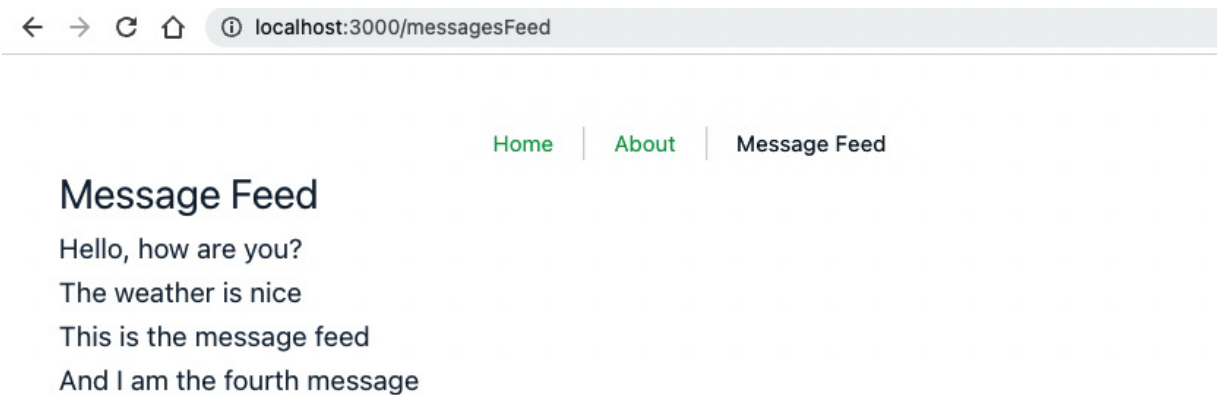 localhost:3000/messagesFeed
Home About Message Feed
Message Feed
Hello, how are you?
The weather is nice
This is the message feed
And I am the fourth message